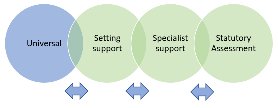 Universal
Setting
support
Specialist
support
Statutory
Assessment